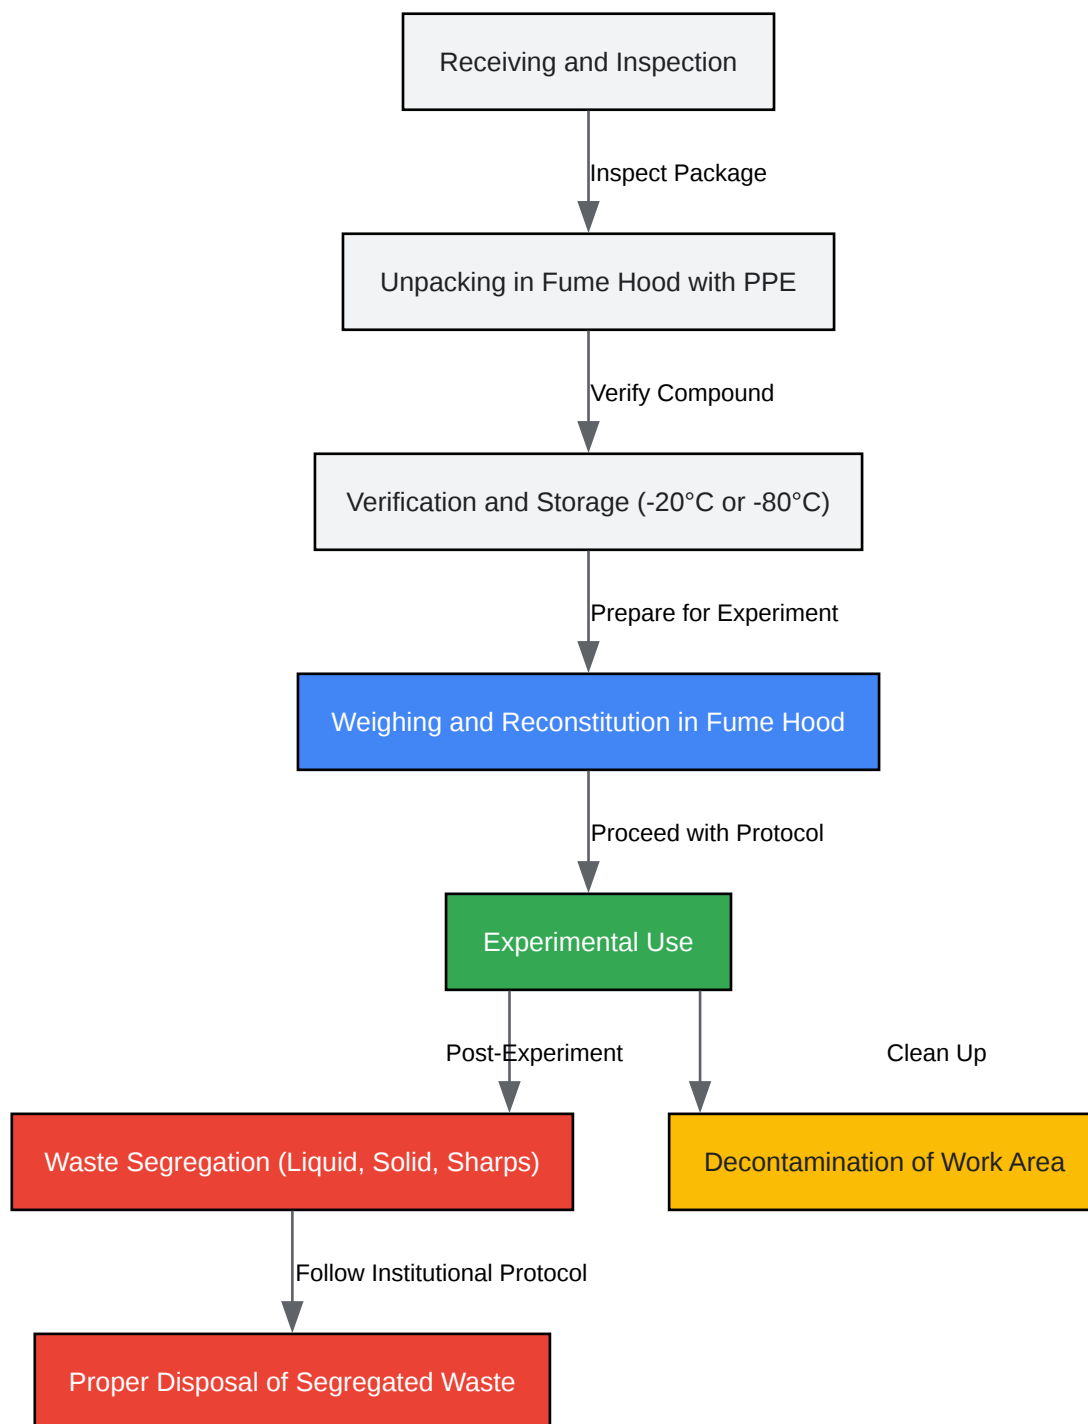 Receiving and Inspection
Inspect Package
Unpacking in Fume Hood with PPE
Verify Compound
Verification and Storage (-20°C or -80°C)
Prepare for Experiment
Weighing and Reconstitution in Fume Hood
Proceed with Protocol
Experimental Use
Post-Experiment
Clean Up
Waste Segregation (Liquid, Solid, Sharps)
Decontamination of Work Area
Follow Institutional Protocol
Proper Disposal of Segregated Waste